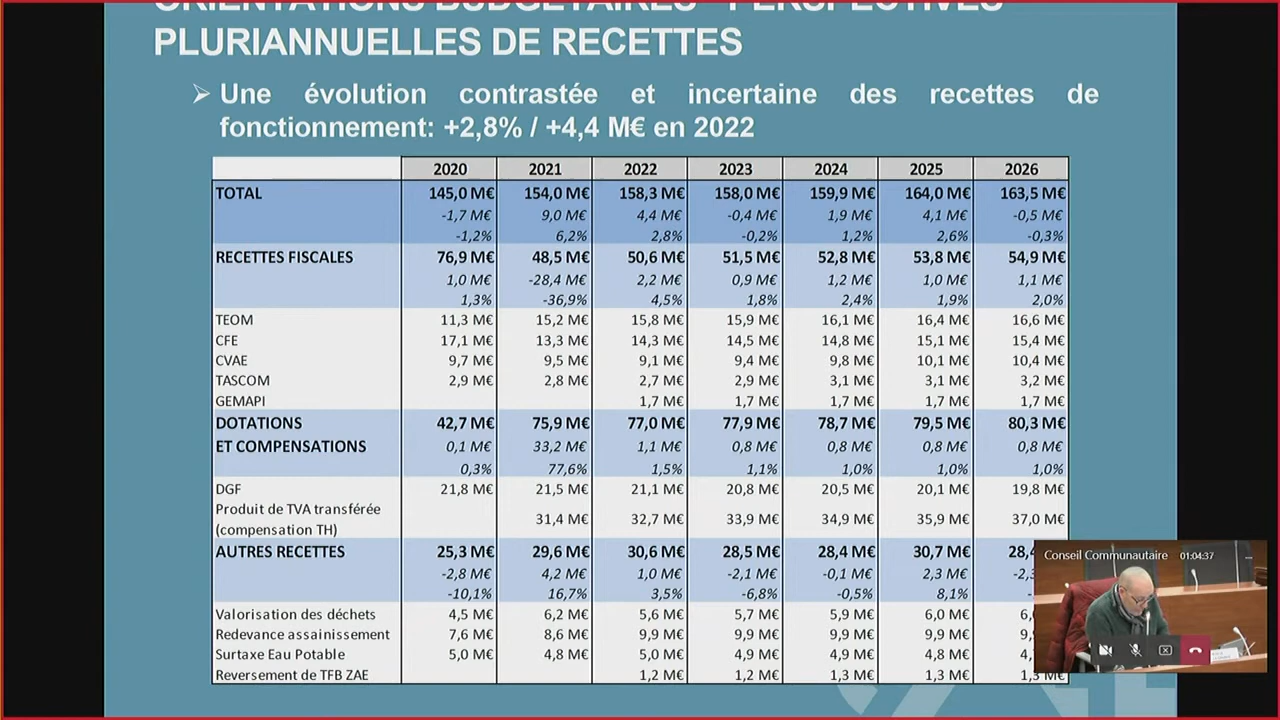 ORIENTATIONS BUDGÉTAIRES - PERSPECTIVES
PLURIANNUELLES DE RECETTES
➢ Une évolution contrastée et incertaine des recettes de
fonctionnement: +2,8% / +4,4 M€ en 2022
2020 2021 2022 2023 2024 2025 2026
TOTAL 145,0 M€ 154,0 M€ 158,3 M€ 158,0 M€ 159,9 M€ 164,0 M€ 163,5 M€
-1,7 M€ 9,0 M€ 4,4 M€ -0,4 M€ 1,9 M€ 4,1 M€ -0,5 M€
-1,2% 6,2% 2,8% -0,2% 1,2% 2,6% -0,3%
RECETTES FISCALES 76,9 M€ 48,5 M€ 50,6 M€ 51,5 M€ 52,8 M€ 53,8 M€ 54,9 M€
1,0 M€ -28,4 M€ 2,2 M€ 0,9 M€ 1,2 M€ 1,0 M€ 1,1 M€
1,3% -36,9% 4,5% 1,8% 2,4% 1,9% 2,0%
TEOM 11,3 M€ 15,2 M€ 15,8 M€ 15,9 M€ 16,1 M€ 16,4 M€ 16,6 M€
CFE 17,1 M€ 13,3 M€ 14,3 M€ 14,5 M€ 14,8 M€ 15,1 M€ 15,4 M€
CVAE 9,7 M€ 9,5 M€ 9,1 M€ 9,4 M€ 9,8 M€ 10,1 M€ 10,4 M€
TASCOM 2,9 M€ 2,8 M€ 2,7 M€ 2,9 M€ 3,1 M€ 3,1 M€ 3,2 M€
GEMAPI 1,7 M€ 1,7 M€ 1,7 M€ 1,7 M€ 1,7 M€
DOTATIONS 42,7 M€ 75,9 M€ 77,0 M€ 77,9 M€ 78,7 M€ 79,5 M€ 80,3 M€
ET COMPENSATIONS 0,1 M€ 33,2 M€ 1,1 M€ 0,8 M€ 0,8 M€ 0,8 M€ 0,8 M€
0,3% 77,6% 1,5% 1,1% 1,0% 1,0% 1,0%
DGF 21,8 M€ 21,5 M€ 21,1 M€ 20,8 M€ 20,5 M€ 20,1 M€ 19,8 M€
Produit de TVA transférée
(compensation TH) 31,4 M€ 32,7 M€ 33,9 M€ 34,9 M€ 35,9 M€ 37,0 M€
AUTRES RECETTES 25,3 M€ 29,6 M€ 30,6 M€ 28,5 M€ 28,4 M€ 30,7 M€ 28,4
-2,8 M€ 4,2 M€ 1,0 M€ -2,1 M€ -0,1 M€ 2,3 M€ -2,3
-10,1% 16,7% 3,5% -6,8% -0,5% 8,1% -
Valorisation des déchets 4,5 M€ 6,2 M€ 5,6 M€ 5,7 M€ 5,9 M€ 6,0 M€ 6,
Redevance assainissement 7,6 M€ 8,6 M€ 9,9 M€ 9,9 M€ 9,9 M€ 9,9 M€ 9,
Surtaxe Eau Potable 5,0 M€ 4,8 M€ 5,0 M€ 4,9 M€ 4,9 M€ 4,8 M€ 4,
Reversement de TFB ZAE 1,2 M€ 1,2 M€ 1,3 M€ 1,3 M€ 1,3 M€
Conseil Communautaire 01:04:37 ...